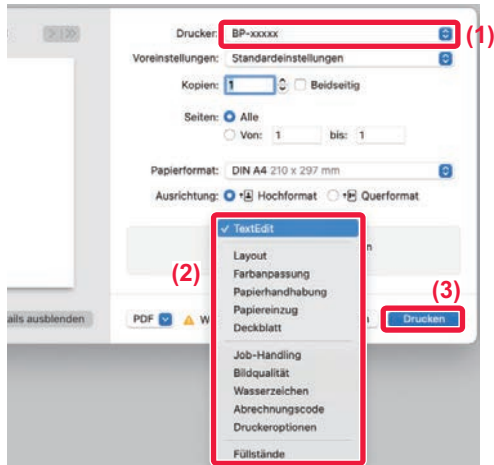 Drucker: BP-xxxxx
(1)
Voreinstellungen: Standardeinstellungen
Kopien: 1 Beidseitig
Seiten: Alle
Von: 1 bis: 1
Papierformat: DIN A4 210 x 297 mm
Ausrichtung: Hochformat Querformat
✓ TextEdit
n
(2)
Layout
Farbanpassung
Papierhandhabung
Papiereinzug
Deckblatt
(3)
ails ausblenden PDF W n Drucken
Job-Handling
Bildqualität
Wasserzeichen
Abrechnungscode
Druckeroptionen
Füllstände